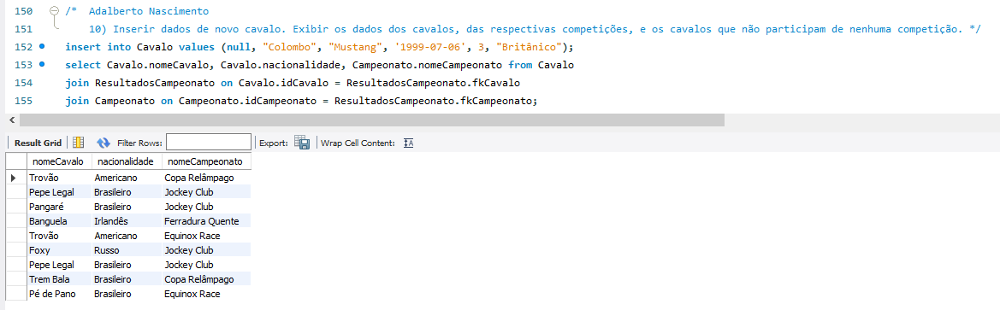 150 /*  Adalberto Nascimento
151 10) Inserir dados de novo cavalo. Exibir os dados dos cavalos, das respectivas competições, e os cavalos que não participam de nenhuma competição. */
152 insert into Cavalo values (null, "Colombo", "Mustang", '1999-07-06', 3, "Britânico");
153 select Cavalo.nomeCavalo, Cavalo.nacionalidade, Campeonato.nomeCampeonato from Cavalo
154 join ResultadosCampeonato on Cavalo.idCavalo = ResultadosCampeonato.fkCavalo
155 join Campeonato on Campeonato.idCampeonato = ResultadosCampeonato.fkCampeonato;
Result Grid Filter Rows: Export: Wrap Cell Content: IA
nomeCavalo nacionalidade nomeCampeonato
Trovão Americano Copa Relâmpago
Pepe Legal Brasileiro Jockey Club
Pangaré Brasileiro Jockey Club
Banguela Irlandês Ferradura Quente
Trovão Americano Equinox Race
Foxy Russo Jockey Club
Pepe Legal Brasileiro Jockey Club
Trem Bala Brasileiro Copa Relâmpago
Pé de Pano Brasileiro Equinox Race